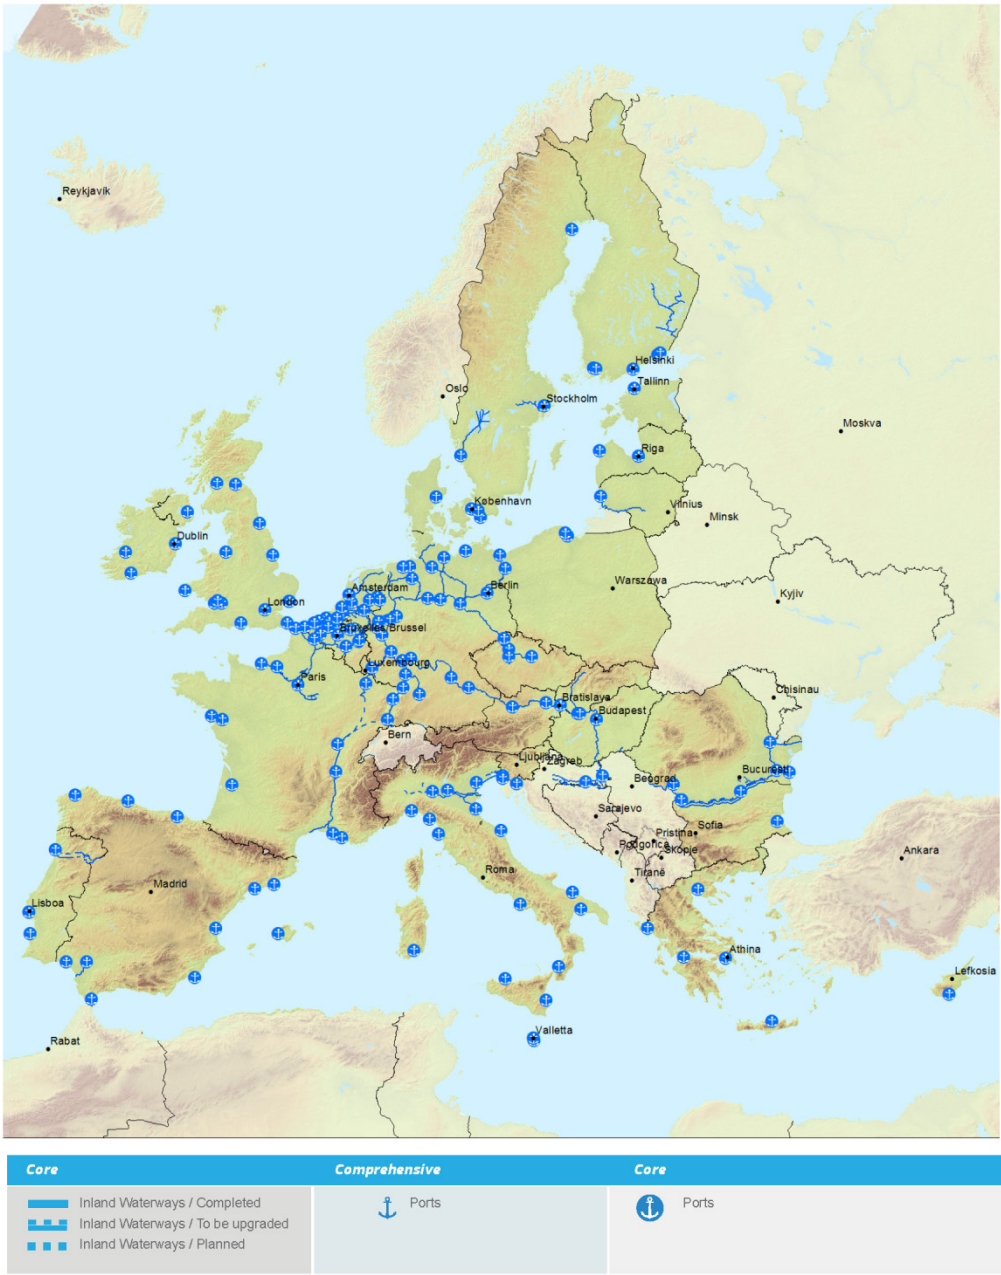 Reykjavík
Oslo
Helsinki
Tallinn
Stockholm
Moskva
Riga
København
Vilnius
Minsk
Dublin
Amsterdam
Berlin
Warszawa
London
Kyjiv
Bruxelles/Brussel
Luxembourg
Paris
Bratislava
Chisinau
Budapest
Bern
Ljubljana
Zagreb
Bucuresti
Beograd
Sarajevo
Sofia
Pristina
Podgorica
Skopje
Ankara
Roma
Tiranë
Madrid
Lisboa
Athina
Lefkosia
Valletta
Rabat
Core
Comprehensive
Core
Inland Waterways / Completed
Ports
Ports
Inland Waterways / To be upgraded
Inland Waterways / Planned